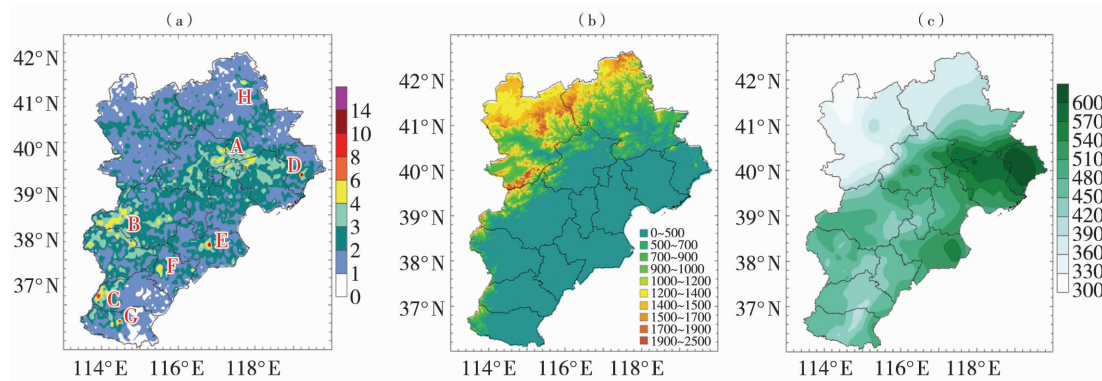 (a)
(b)
(c)
42°N
41°N
40°N
39°N
38°N
37°N
114°E
116°E
118°E
H
A
D
B
E
F
C
G
14
10
8
6
4
3
2
1
0
42°N
41°N
40°N
39°N
38°N
37°N
114°E
116°E
118°E
0~500
500~700
700~900
900~1000
1000~1200
1200~1400
1400~1500
1500~1700
1700~1900
1900~2500
42°N
41°N
40°N
39°N
38°N
37°N
114°E
116°E
118°E
600
570
540
510
480
450
420
390
360
330
300